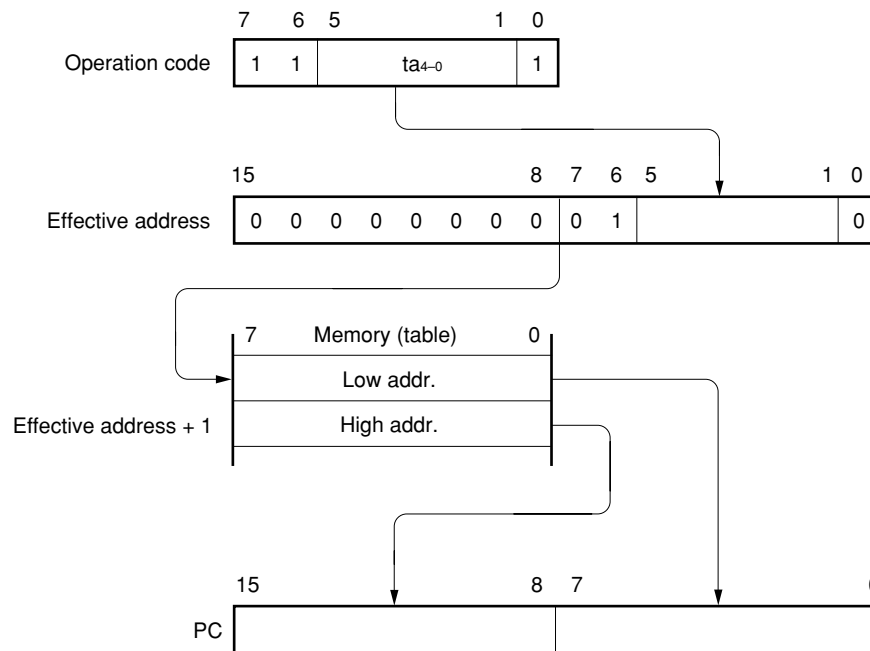 7 6 5 1 0
Operation code 1 1 ta4–0 1
15 8 7 6 5 1 0
Effective address 0 0 0 0 0 0 0 0 0 1 0
7 Memory (table) 0
Low addr.
Effective address + 1 High addr.
15 8 7
PC